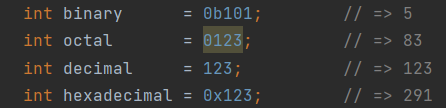 int binary      = 0b101;        // => 5
int octal       = 0123;         // => 83
int decimal     = 123;          // => 123
int hexadecimal = 0x123;        // => 291